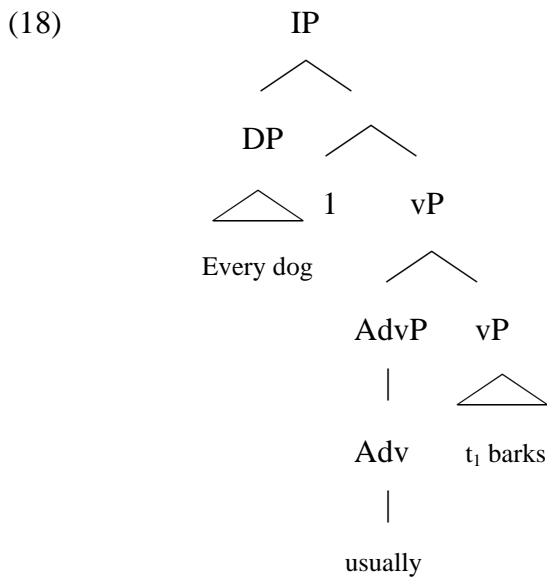 (18) IP
DP
1 vP
Every dog
AdvP vP
Adv t₁ barks
usually